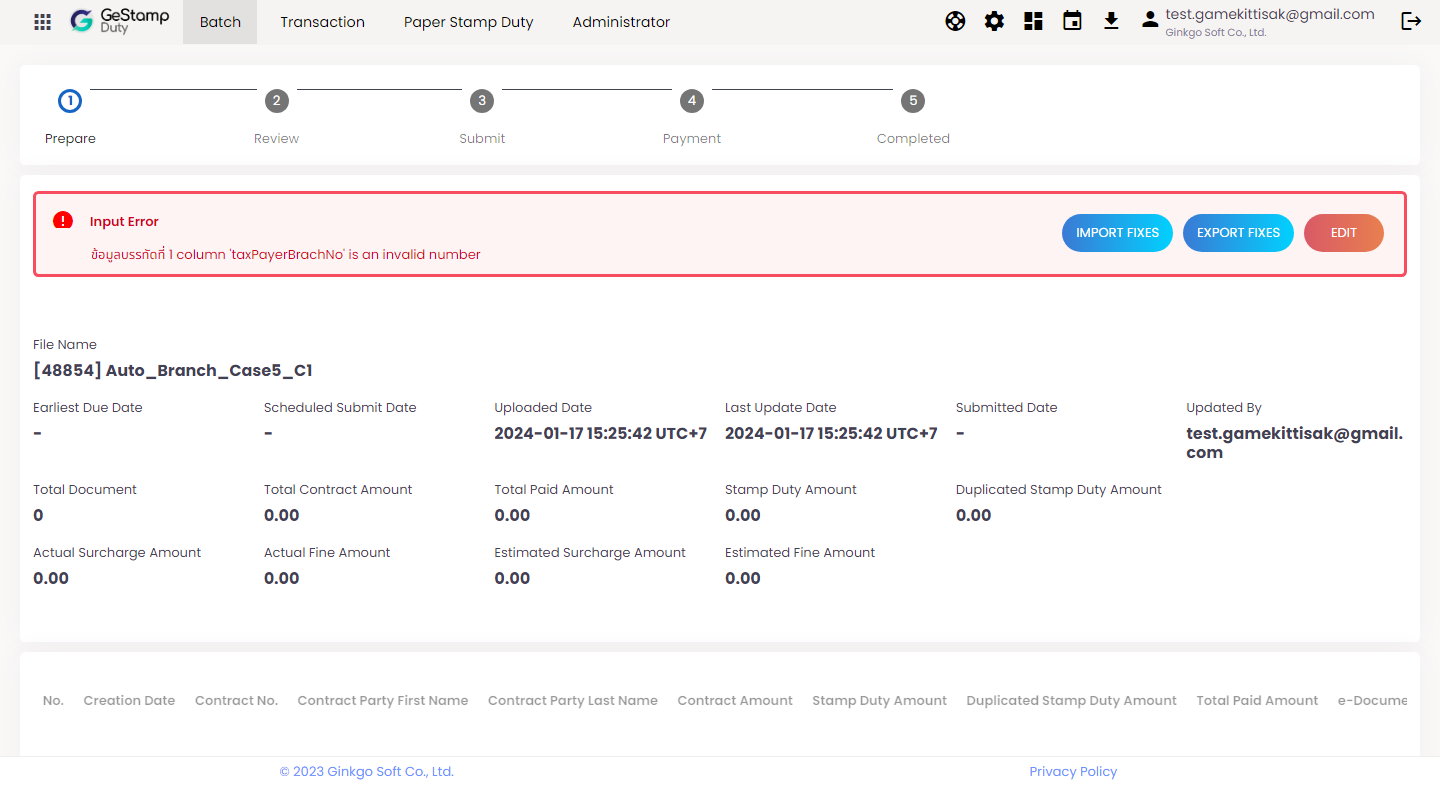 GeStamp
Duty
Batch
Transaction
Paper Stamp Duty
Administrator
test.gamekittisak@gmail.com
Ginkgo Soft Co., Ltd.
1
2
3
4
5
Prepare
Review
Submit
Payment
Completed
Input Error
ข้อมูลบรรทัดที่ 1 column 'taxPayerBrachNo' is an invalid number
IMPORT FIXES
EXPORT FIXES
EDIT
File Name
[48854] Auto_Branch_Case5_C1
Earliest Due Date
Scheduled Submit Date
Uploaded Date
Last Update Date
Submitted Date
Updated By
-
-
2024-01-17 15:25:42 UTC+7
2024-01-17 15:25:42 UTC+7
-
test.gamekittisak@gmail.
com
Total Document
Total Contract Amount
Total Paid Amount
Stamp Duty Amount
Duplicated Stamp Duty Amount
0
0.00
0.00
0.00
0.00
Actual Surcharge Amount
Actual Fine Amount
Estimated Surcharge Amount
Estimated Fine Amount
0.00
0.00
0.00
0.00
No.
Creation Date
Contract No.
Contract Party First Name
Contract Party Last Name
Contract Amount
Stamp Duty Amount
Duplicated Stamp Duty Amount
Total Paid Amount
e-Docume
© 2023 Ginkgo Soft Co., Ltd.
Privacy Policy